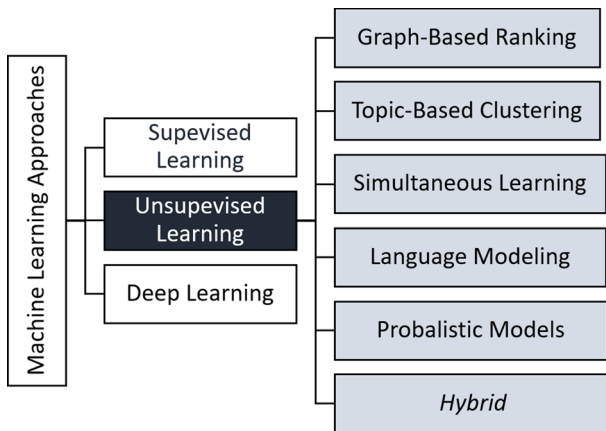 Machine Learning Approaches
Supevised
Learning
Unsupevised
Learning
Deep Learning
Graph-Based Ranking
Topic-Based Clustering
Simultaneous Learning
Language Modeling
Probalistic Models
Hybrid